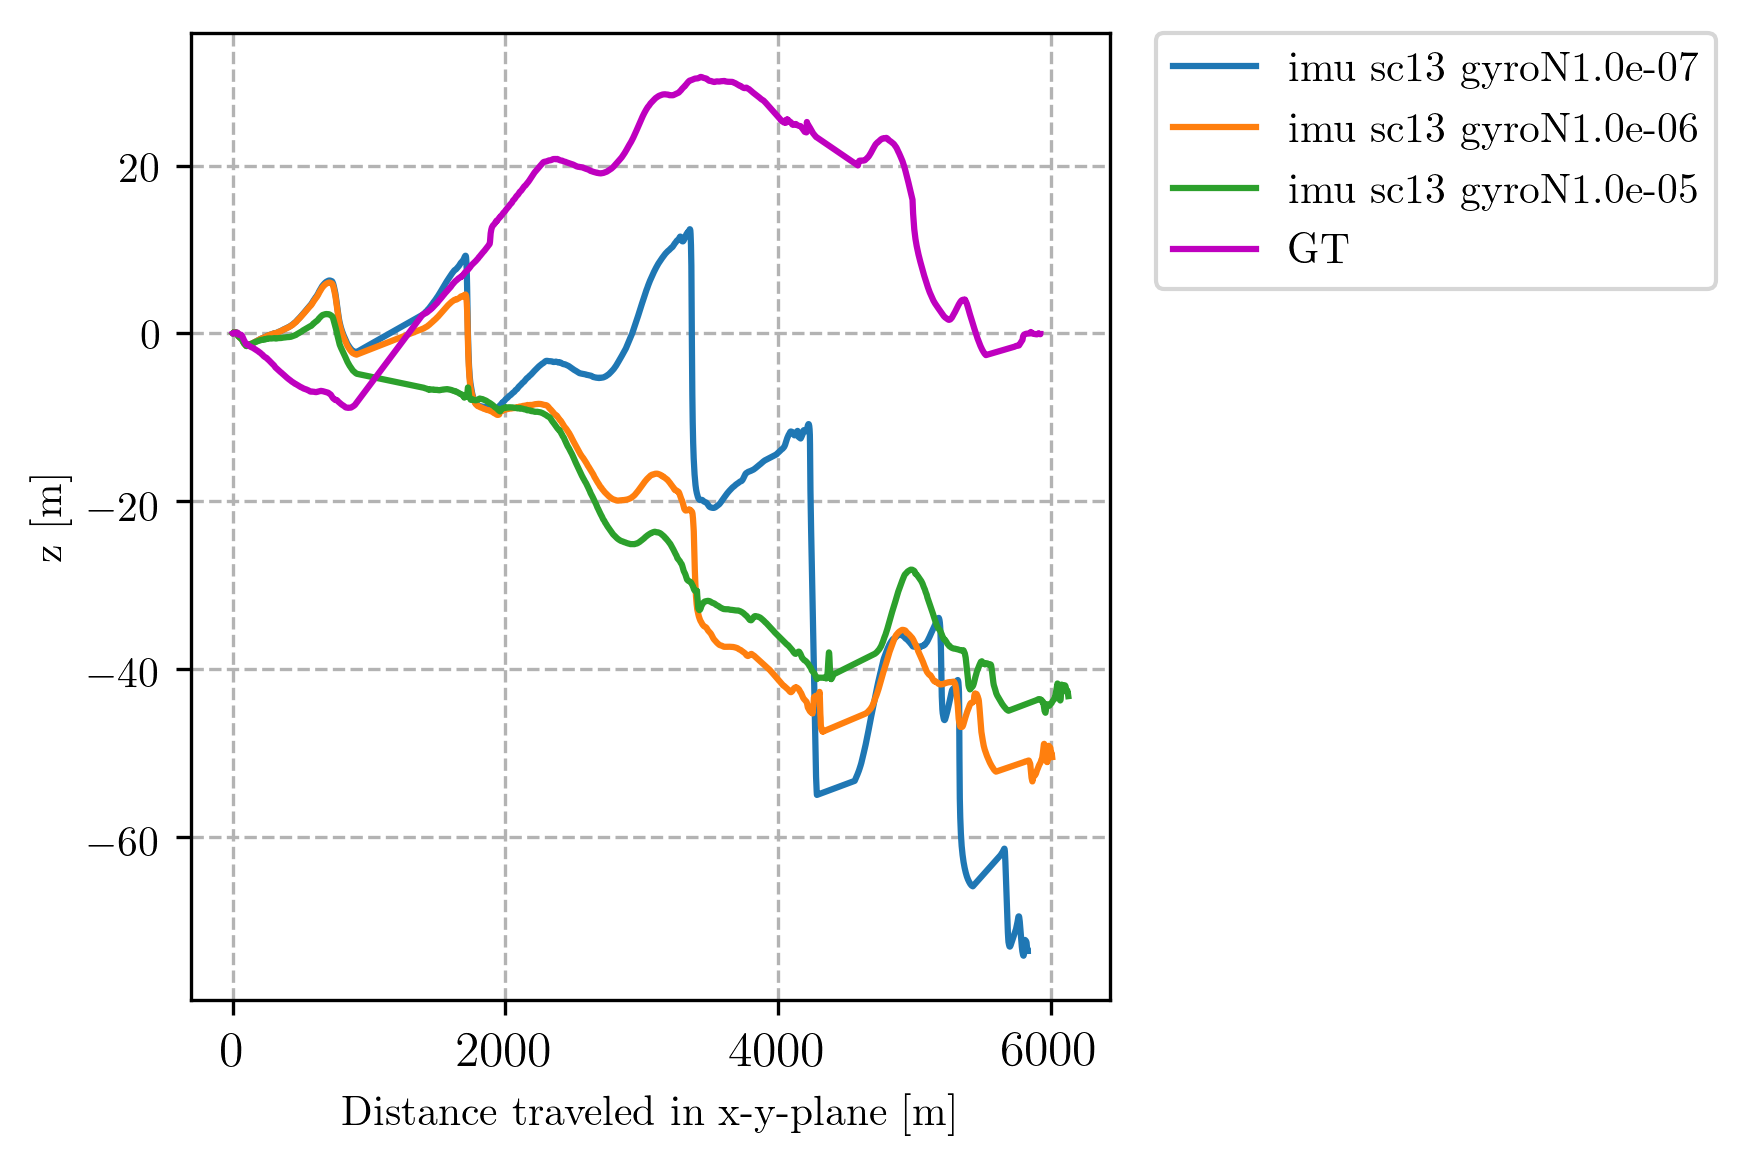 imu sc13 gyroN1.0e-07
imu sc13 gyroN1.0e-06
imu sc13 gyroN1.0e-05
GT
20
0
−20
−40
−60
z [m]
0 2000 4000 6000
Distance traveled in x-y-plane [m]